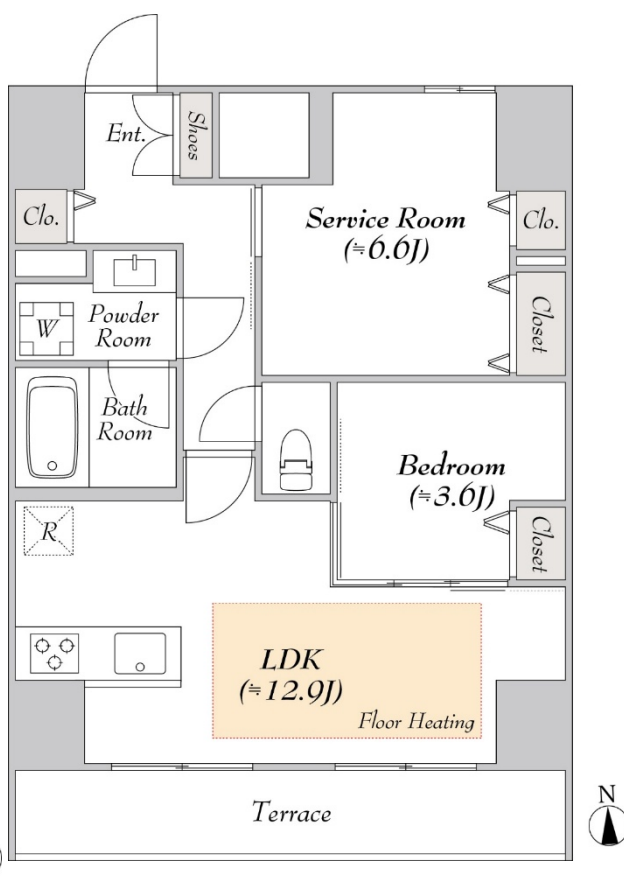 Ent.
Shoes
Clo.
Service Room
(≒6.6J)
Clo.
W
Powder
Room
Closet
Bath
Room
Bedroom
(≒3.6J)
R
Closet
LDK
(≒12.9J)
Floor Heating
Terrace
N